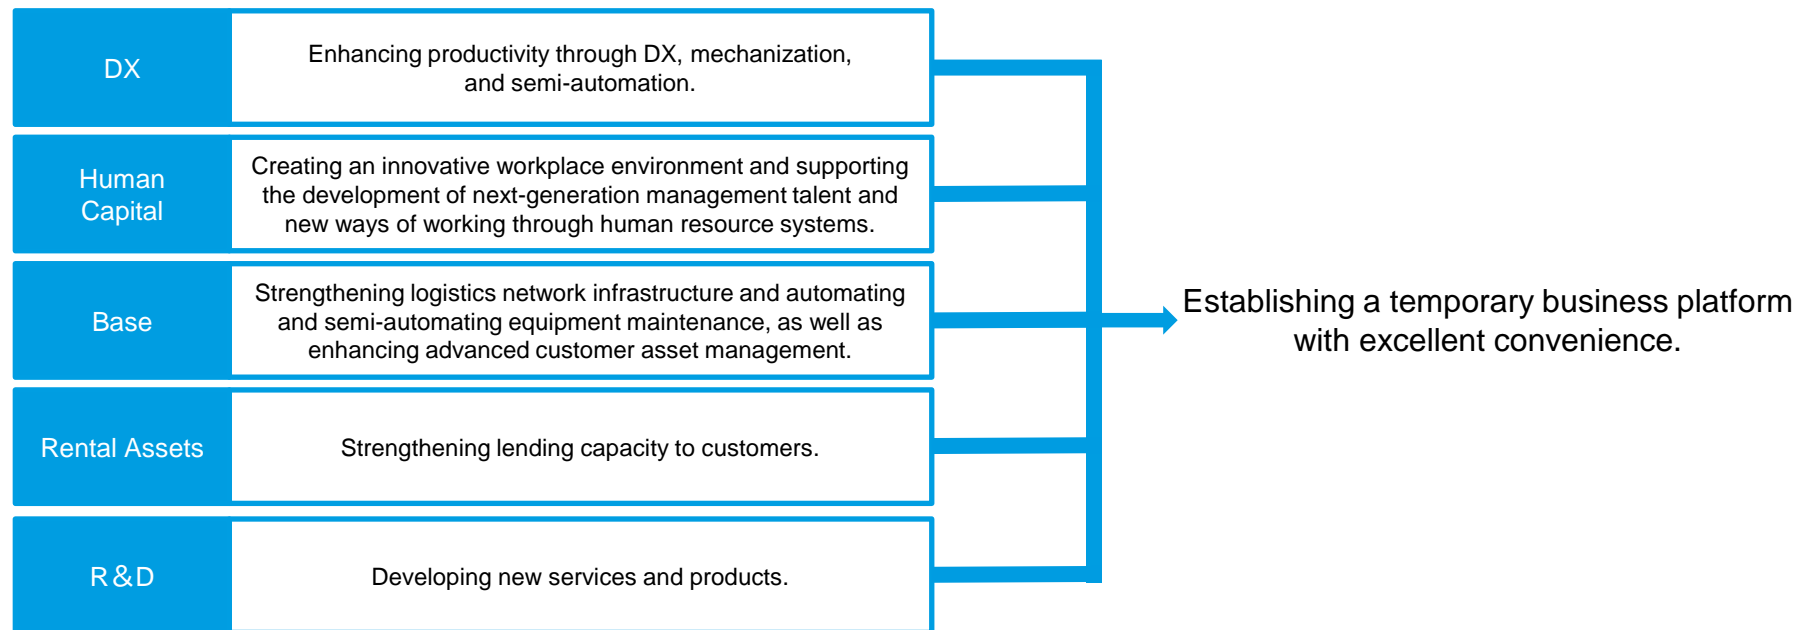 DX
Enhancing productivity through DX, mechanization,
and semi-automation.
Human
Capital
Creating an innovative workplace environment and supporting
the development of next-generation management talent and
new ways of working through human resource systems.
Base
Strengthening logistics network infrastructure and automating
and semi-automating equipment maintenance, as well as
enhancing advanced customer asset management.
Rental Assets
Strengthening lending capacity to customers.
R&D
Developing new services and products.
Establishing a temporary business platform
with excellent convenience.